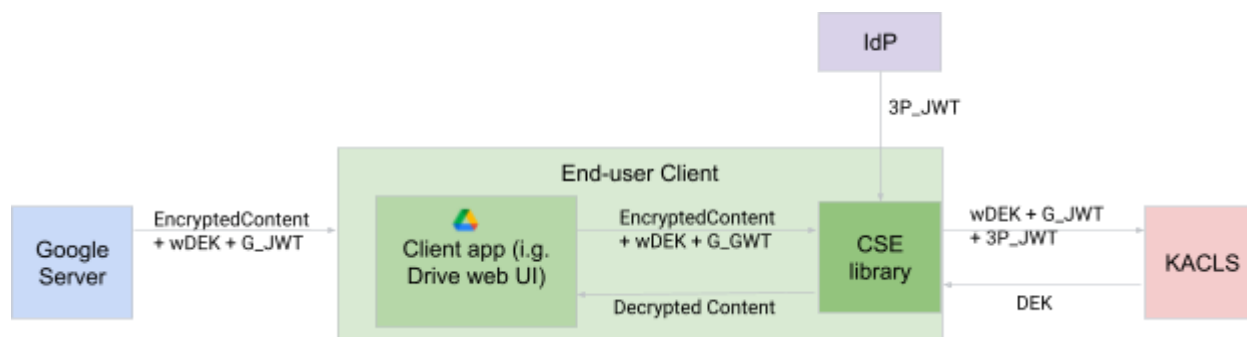 IdP
3P_JWT
End-user Client
Google
Server
EncryptedContent
+ wDEK + G_JWT
Client app (i.g.
Drive web UI)
EncryptedContent
+ wDEK + G_GWT
Decrypted Content
CSE
library
wDEK + G_JWT
+ 3P_JWT
DEK
KACLS